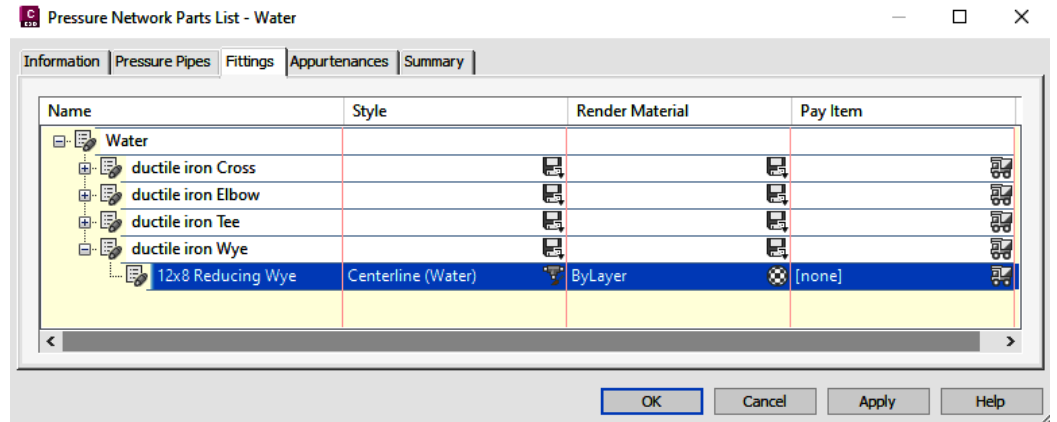 C
C3D
Pressure Network Parts List - Water
Information Pressure Pipes Fittings Appurtenances Summary
Name Style Render Material Pay Item
Water
ductile iron Cross
ductile iron Elbow
ductile iron Tee
ductile iron Wye
12x8 Reducing Wye Centerline (Water) ByLayer [none]
OK Cancel Apply Help